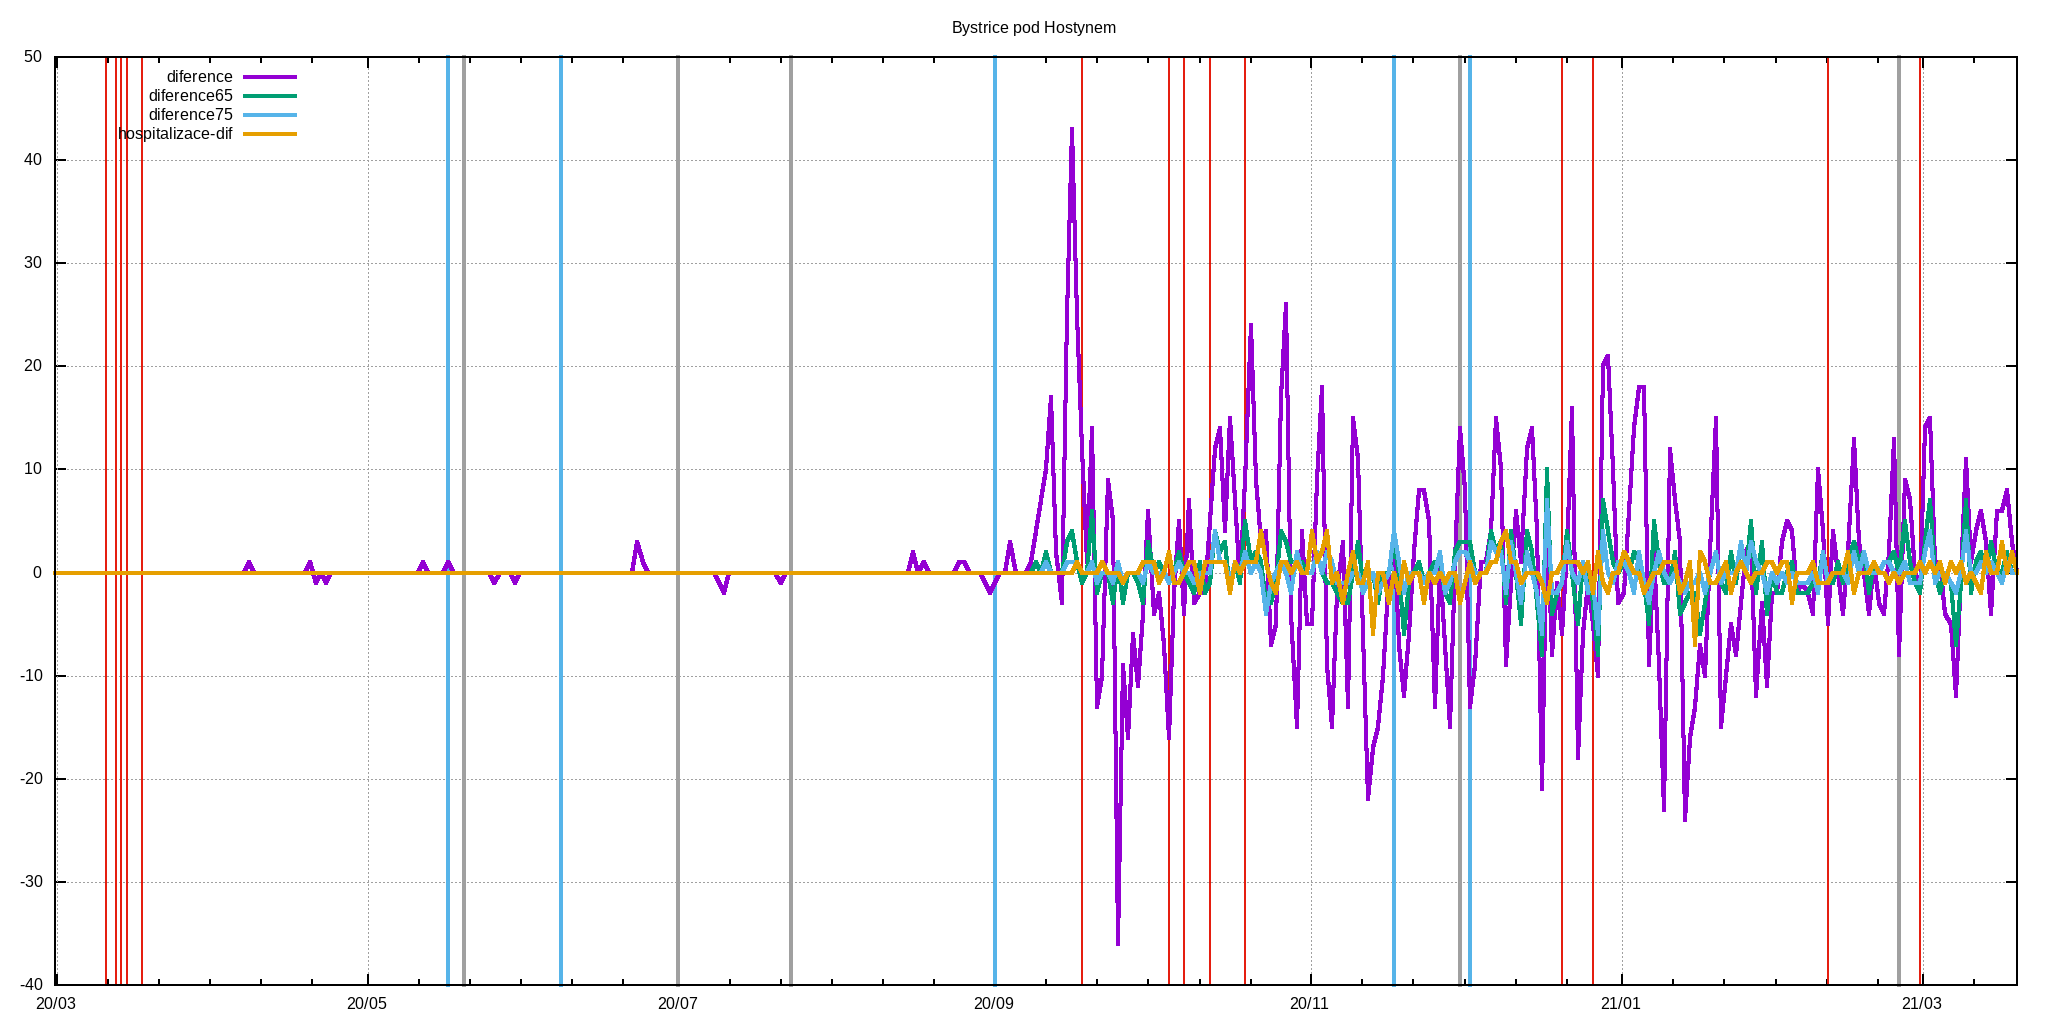 Bystrice pod Hostynem
diference
diference65
diference75
hospitalizace-dif
50
40
30
20
10
0
-10
-20
-30
-40
20/03 20/05 20/07 20/09 20/11 21/01 21/03